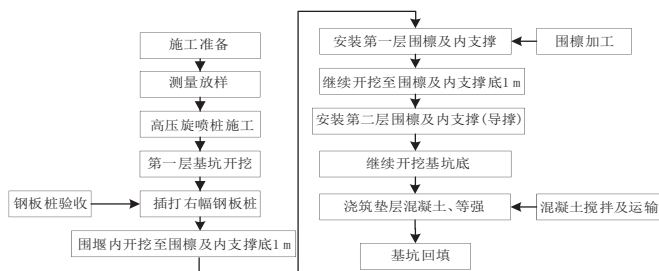 施工准备
测量放样
高压旋喷桩施工
第一层基坑开挖
钢板桩验收
插打右幅钢板桩
围堰内开挖至围檩及内支撑底1 m
安装第一层围檩及内支撑
围檩加工
继续开挖至围檩及内支撑底1 m
安装第二层围檩及内支撑(导撑)
继续开挖基坑底
浇筑垫层混凝土、等强
混凝土搅拌及运输
基坑回填